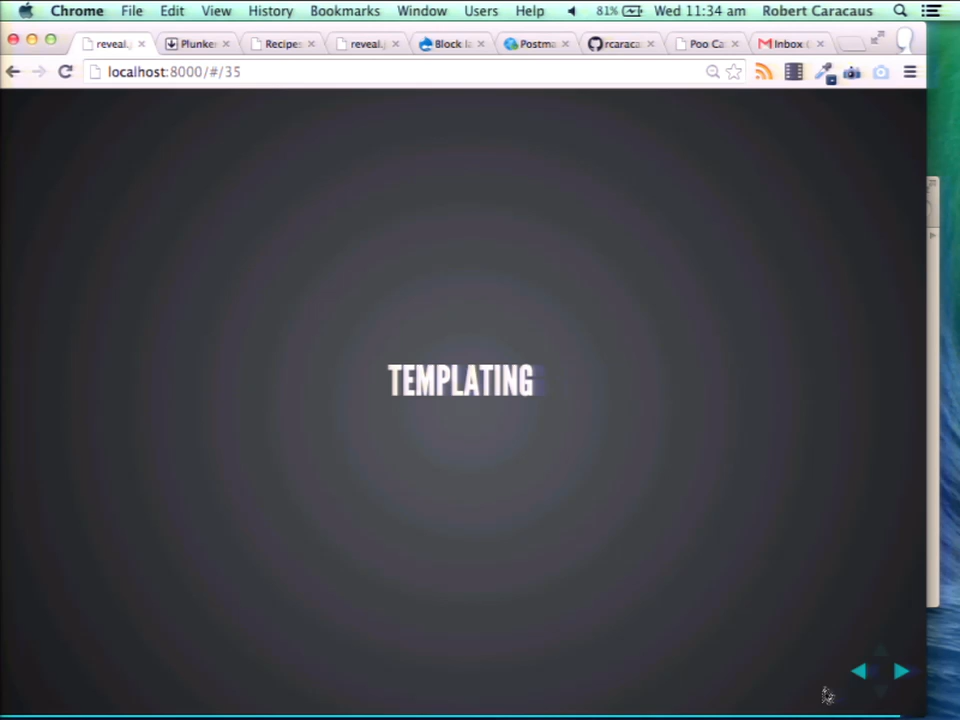 Chrome File Edit View History Bookmarks Window Users Help 81% Wed 11:34 am Robert Caracaus
reveal.j Plunke Recipe: reveal.j Block la Postma rcaraca Poo Ca Inbox (
localhost:8000/#/35
TEMPLATING